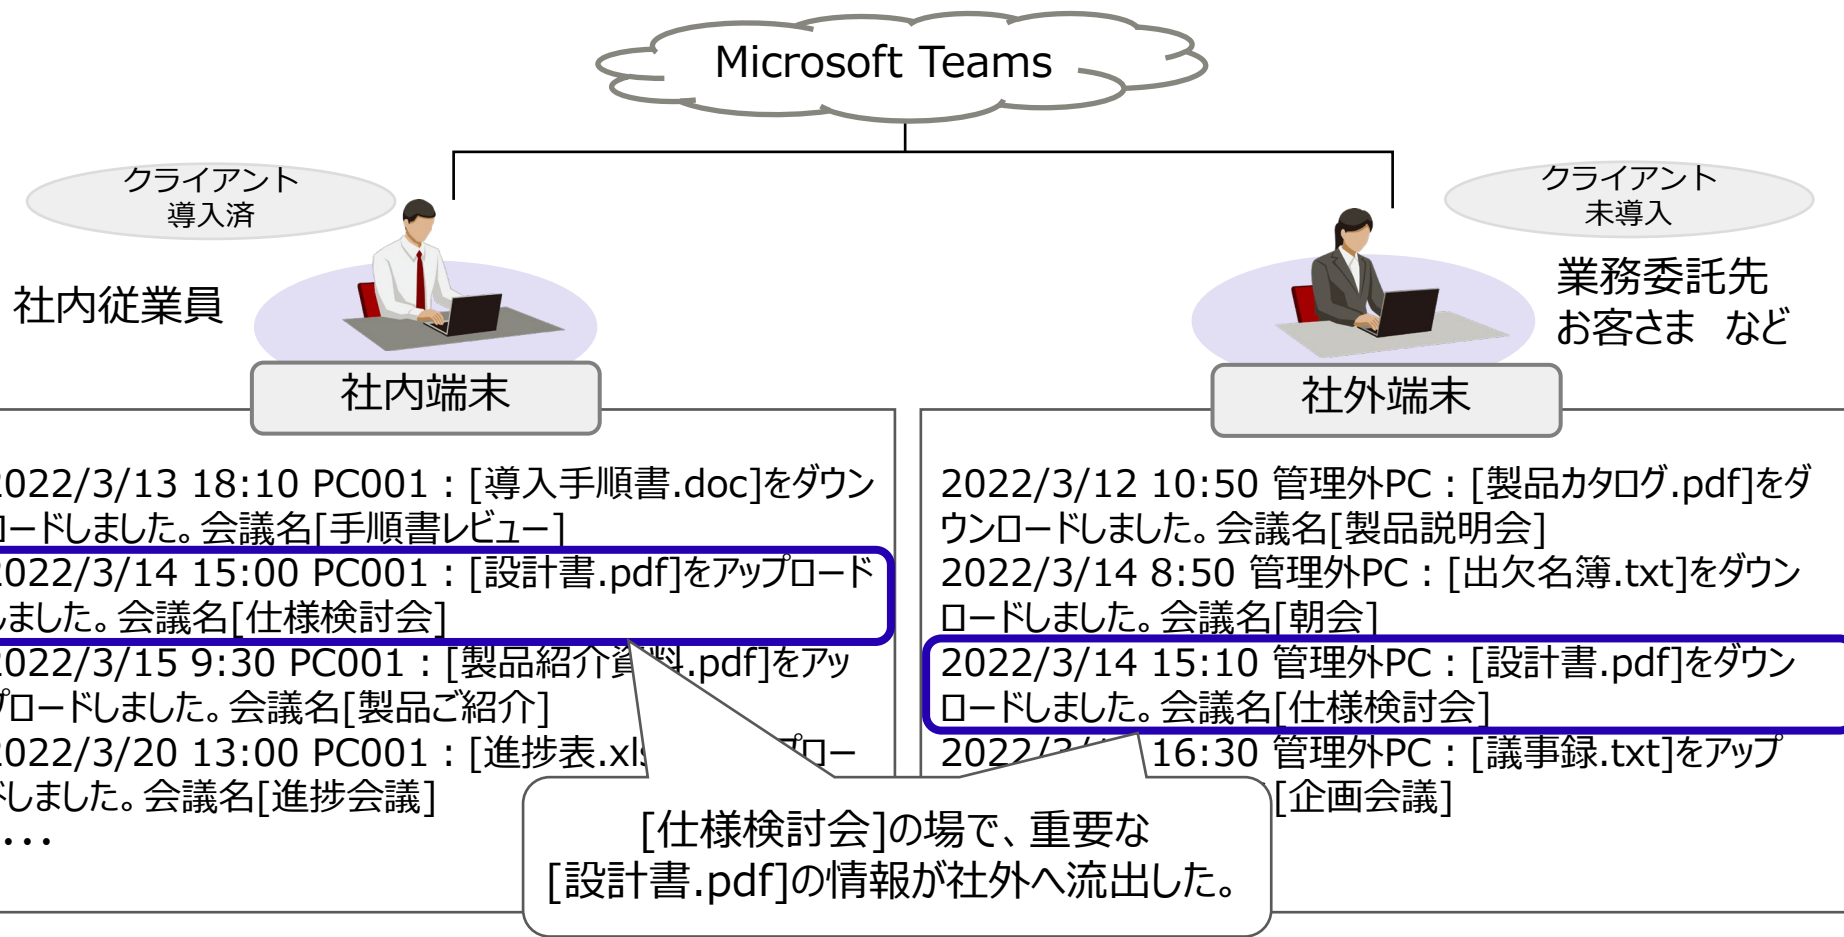 Microsoft Teams
クライアント
導入済
クライアント
未導入
社内従業員
業務委託先
お客さま など
社内端末
社外端末
2022/3/13 18:10 PC001：[導入手順書.doc]をダウン
ロードしました。会議名[手順書レビュー]
2022/3/14 15:00 PC001：[設計書.pdf]をアップロード
しました。会議名[仕様検討会]
2022/3/15 9:30 PC001：[製品紹介資料.pdf]をアッ
プロードしました。会議名[製品ご紹介]
2022/3/20 13:00 PC001：[進捗表.xls プロー
ドしました。会議名[進捗会議]
・・・
2022/3/12 10:50 管理外PC：[製品カタログ.pdf]をダ
ウンロードしました。会議名[製品説明会]
2022/3/14 8:50 管理外PC：[出欠名簿.txt]をダウン
ロードしました。会議名[朝会]
2022/3/14 15:10 管理外PC：[設計書.pdf]をダウン
ロードしました。会議名[仕様検討会]
16:30 管理外PC：[議事録.txt]をアップ
[企画会議]
[仕様検討会]の場で、重要な
[設計書.pdf]の情報が社外へ流出した。